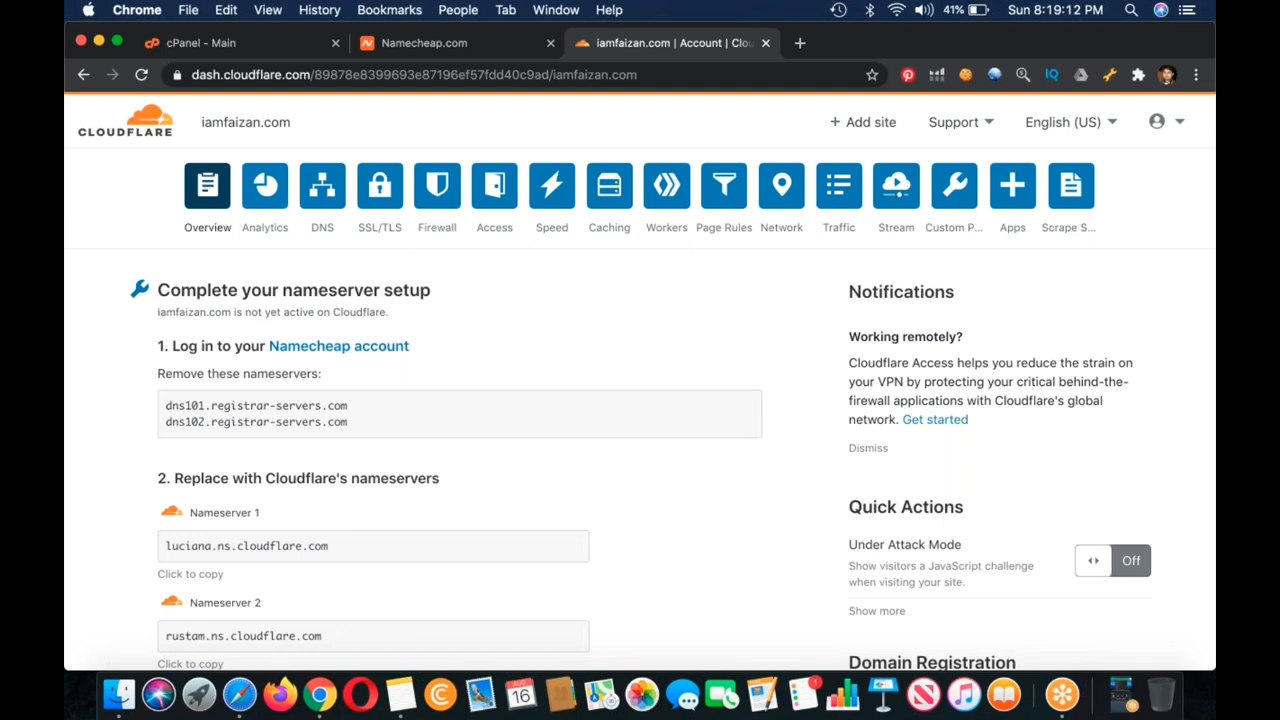 Chrome File Edit View History Bookmarks People Tab Window Help 41% Sun 8:19:12 PM
cPanel - Main
Namecheap.com
iamfaizan.com | Account | Clou
dash.cloudflare.com/89878e8399693e87196ef57fdd40c9ad/iamfaizan.com
IQ
CLOUDFLARE
iamfaizan.com
+ Add site
Support
English (US)
Overview
Analytics
DNS
SSL/TLS
Firewall
Access
Speed
Caching
Workers
Page Rules
Network
Traffic
Stream
Custom P...
Apps
Scrape S...
Complete your nameserver setup
iamfaizan.com is not yet active on Cloudflare.
1. Log in to your Namecheap account
Remove these nameservers:
dns101.registrar-servers.com
dns102.registrar-servers.com
2. Replace with Cloudflare's nameservers
Nameserver 1
luciana.ns.cloudflare.com
Click to copy
Nameserver 2
rustam.ns.cloudflare.com
Click to copy
Notifications
Working remotely?
Cloudflare Access helps you reduce the strain on
your VPN by protecting your critical behind-the-
firewall applications with Cloudflare's global
network. Get started
Dismiss
Quick Actions
Under Attack Mode
Show visitors a JavaScript challenge
when visiting your site.
Off
Show more
Domain Registration
16
1